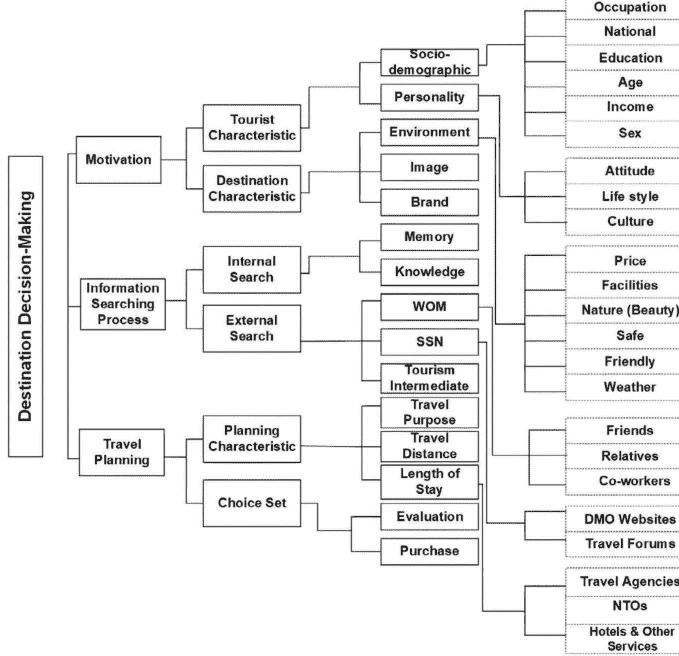 Destination Decision-Making
Motivation
Information
Searching
Process
Travel
Planning
Tourist
Characteristic
Destination
Characteristic
Internal
Search
External
Search
Planning
Characteristic
Choice Set
Socio-
demographic
Personality
Environment
Image
Brand
Memory
Knowledge
WOM
SSN
Tourism
Intermediate
Travel
Purpose
Travel
Distance
Length of
Stay
Evaluation
Purchase
Occupation
National
Education
Age
Income
Sex
Attitude
Life style
Culture
Price
Facilities
Nature (Beauty)
Safe
Friendly
Weather
Friends
Relatives
Co-workers
DMO Websites
Travel Forums
Travel Agencies
NTOs
Hotels & Other
Services